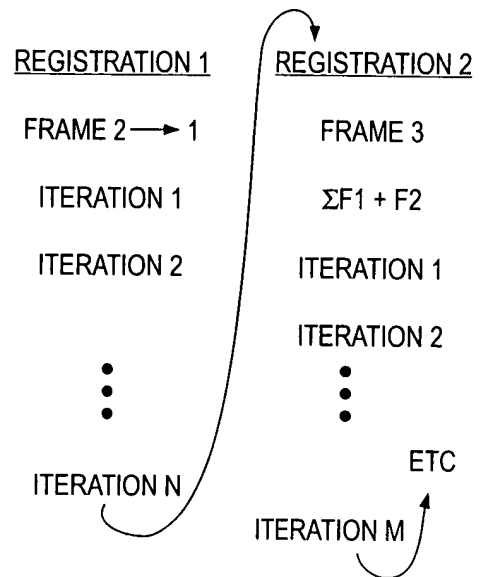 REGISTRATION 1
FRAME 2 → 1
ITERATION 1
ITERATION 2
ITERATION N
REGISTRATION 2
FRAME 3
ΣF1 + F2
ITERATION 1
ITERATION 2
ITERATION M
ETC